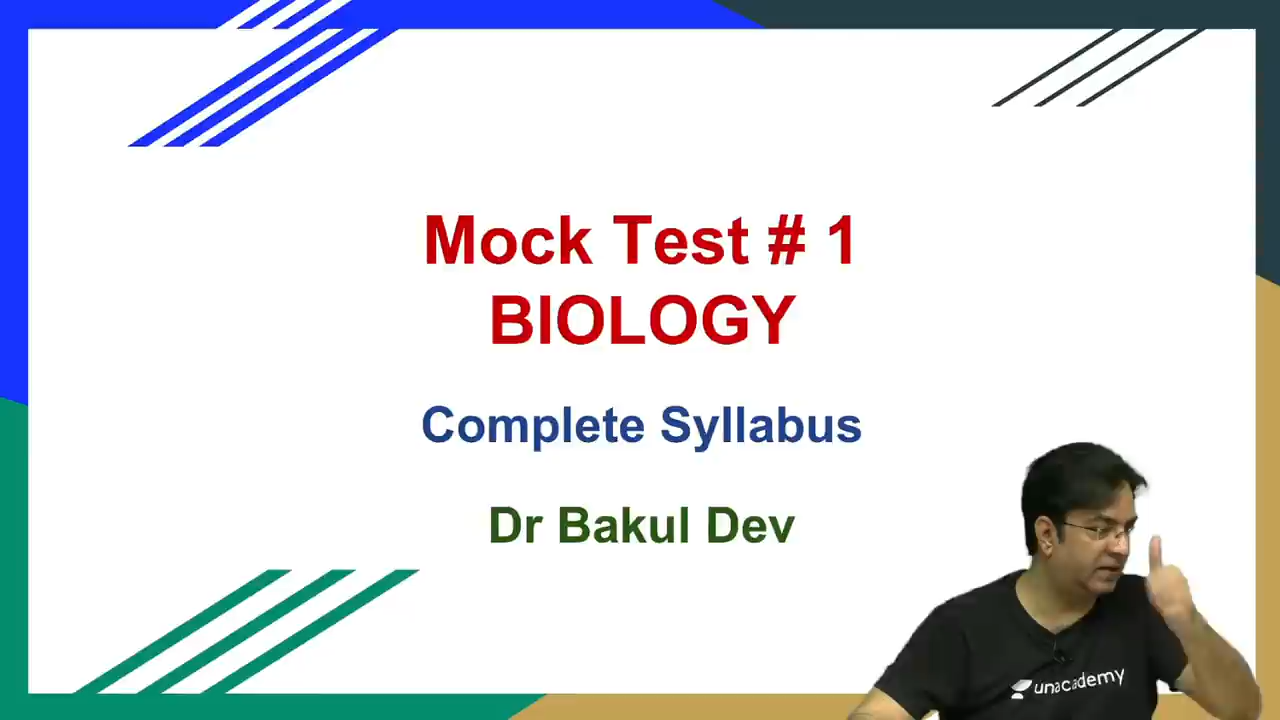 Mock Test # 1
BIOLOGY
Complete Syllabus
Dr Bakul Dev
unacademy